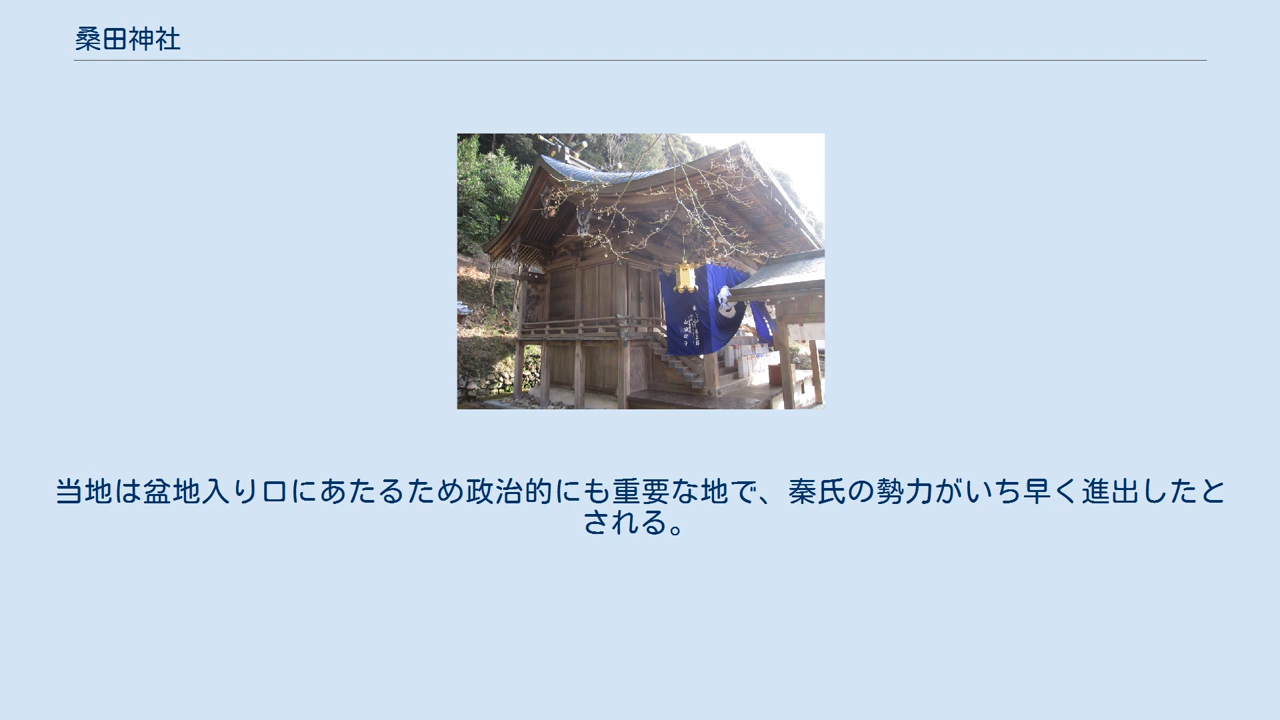 桑田神社
当地は盆地入り口にあたるため政治的にも重要な地で、秦氏の勢力がいち早く進出したと
される。